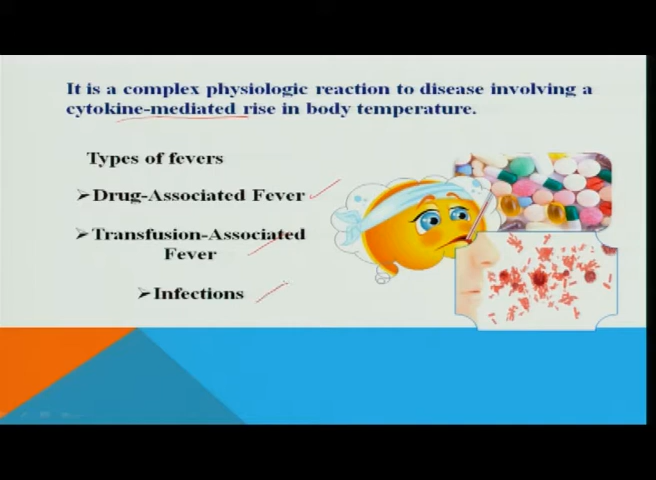 It is a complex physiologic reaction to disease involving a
cytokine-mediated rise in body temperature.
Types of fevers
➢Drug-Associated Fever
➢Transfusion-Associated
Fever
➢Infections